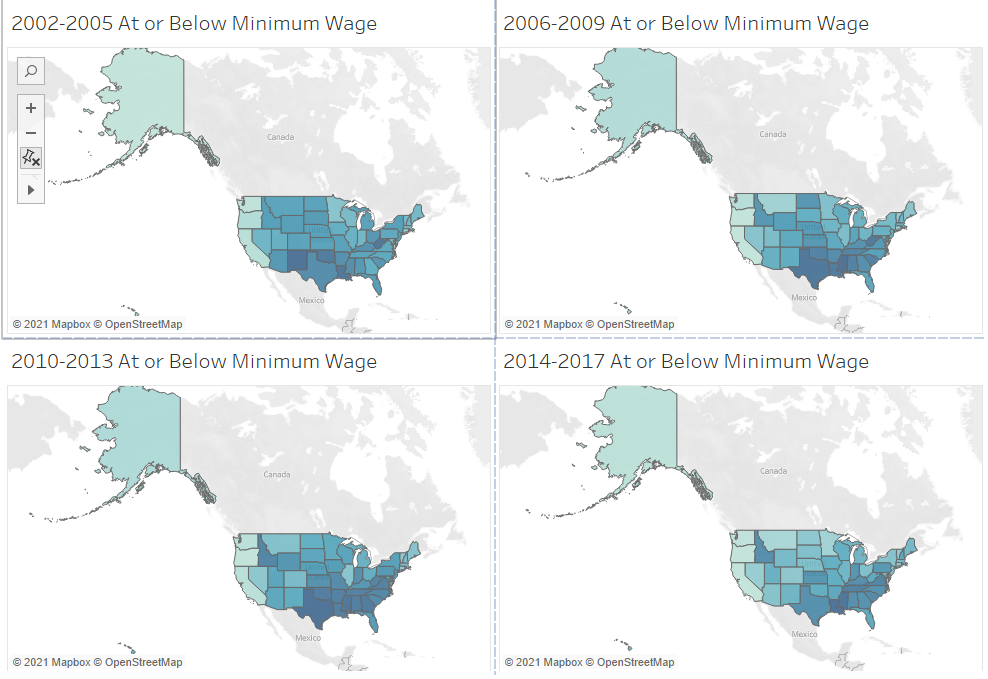 2002-2005 At or Below Minimum Wage
2006-2009 At or Below Minimum Wage
Canada
Canada
Mexico
Mexico
© 2021 Mapbox © OpenStreetMap
© 2021 Mapbox © OpenStreetMap
2010-2013 At or Below Minimum Wage
2014-2017 At or Below Minimum Wage
Canada
Canada
Mexico
Mexico
© 2021 Mapbox © OpenStreetMap
© 2021 Mapbox © OpenStreetMap